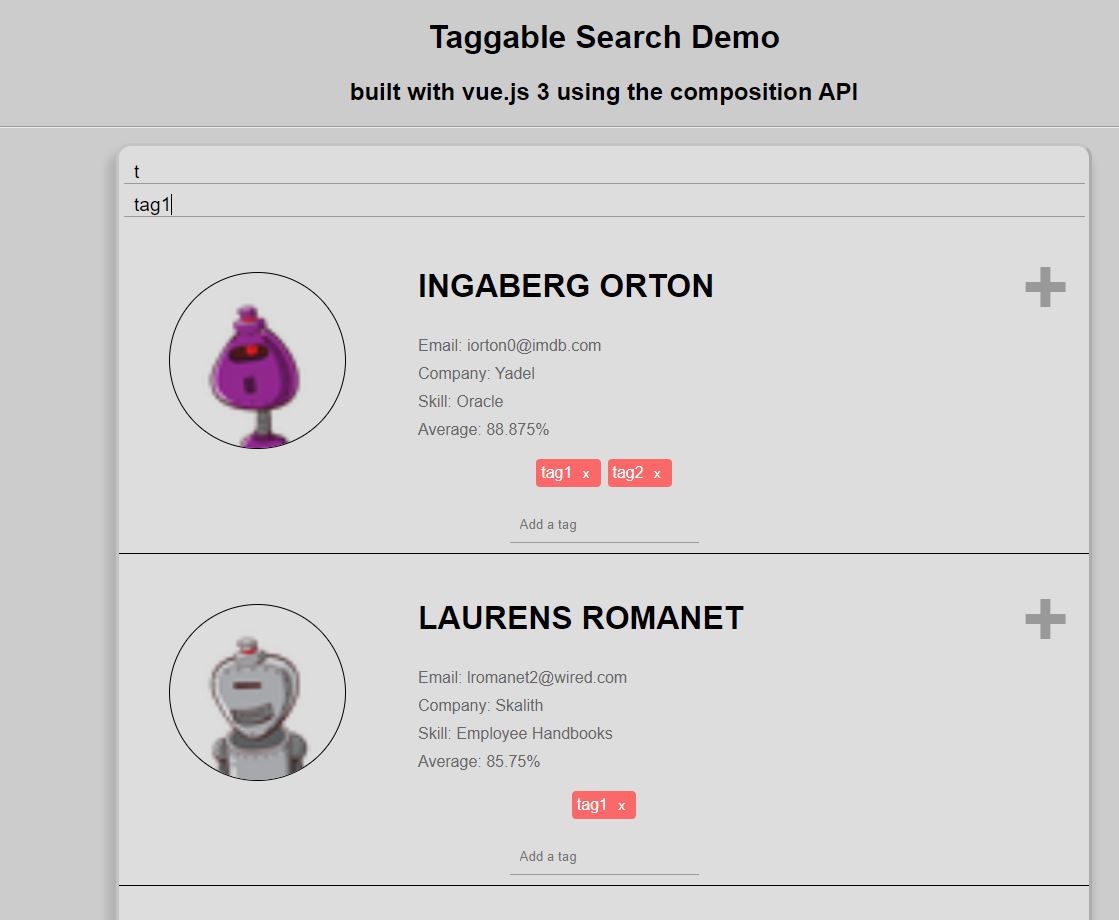 Taggable Search Demo
built with vue.js 3 using the composition API
t
tag1
INGABERG ORTON
Email: iorton0@imdb.com
Company: Yadel
Skill: Oracle
Average: 88.875%
tag1 x tag2 x
Add a tag
LAURENS ROMANET
Email: lromanet2@wired.com
Company: Skalith
Skill: Employee Handbooks
Average: 85.75%
tag1 x
Add a tag